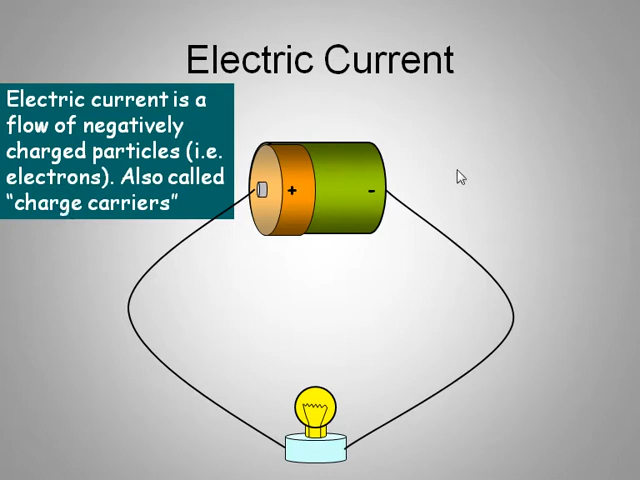 Electric Current
Electric current is a
flow of negatively
charged particles (i.e.
electrons). Also called
“charge carriers”
+ -